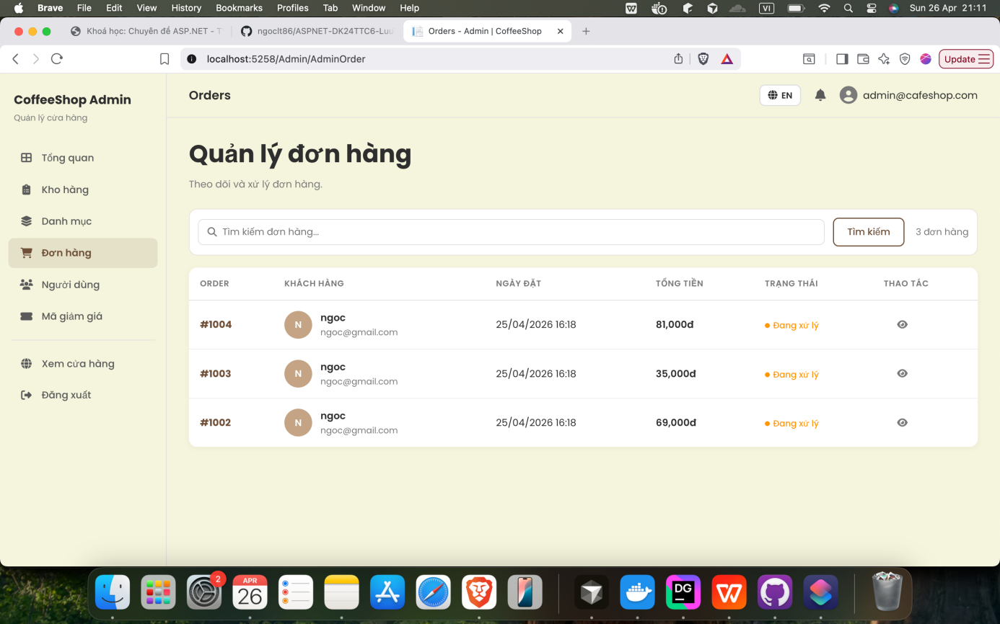 Brave File Edit View History Bookmarks Profiles Tab Window Help VI Sun 26 Apr 21:11
Khoá học: Chuyên đề ASP.NET - T
ngoclt86/ASPNET-DK24TTC6-Luu
Orders - Admin | CoffeeShop
localhost:5258/Admin/AdminOrder
Update
CoffeeShop Admin
Quản lý cửa hàng
Tổng quan
Kho hàng
Danh mục
Đơn hàng
Người dùng
Mã giảm giá
Xem cửa hàng
Đăng xuất
Orders
EN
admin@cafeshop.com
Quản lý đơn hàng
Theo dõi và xử lý đơn hàng.
Tìm kiếm đơn hàng...
Tìm kiếm
3 đơn hàng
ORDER KHÁCH HÀNG NGÀY ĐẶT TỔNG TIỀN TRẠNG THÁI THAO TÁC
#1004 N ngoc 25/04/2026 16:18 81,000đ Đang xử lý
ngoc@gmail.com
#1003 N ngoc 25/04/2026 16:18 35,000đ Đang xử lý
ngoc@gmail.com
#1002 N ngoc 25/04/2026 16:18 69,000đ Đang xử lý
ngoc@gmail.com
2
APR
26
DG